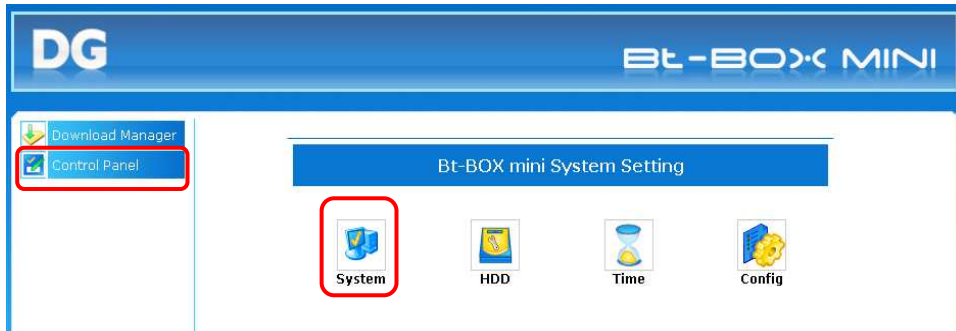 DG
Bt-BOX MINI
Download Manager
Control Panel
Bt-BOX mini System Setting
System HDD Time Config